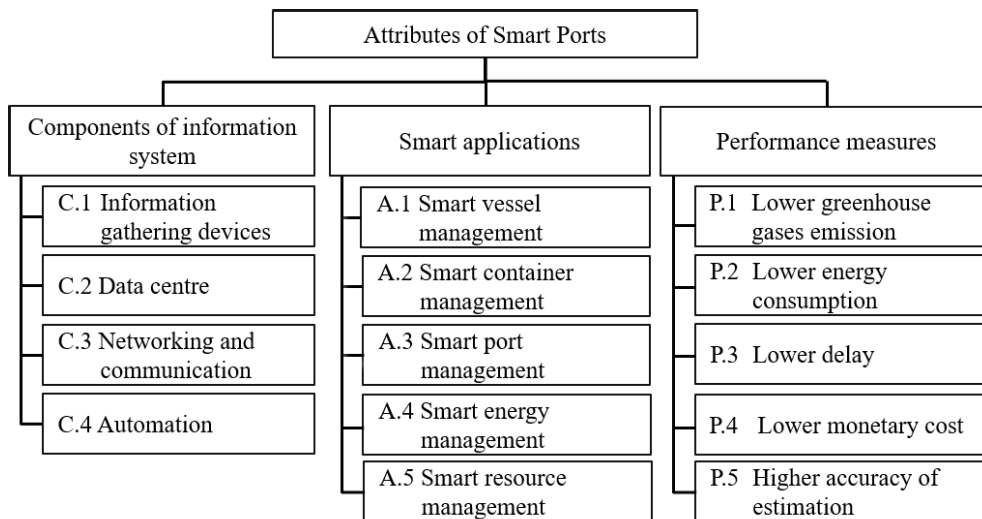 Attributes of Smart Ports
Components of information
system
C.1 Information
gathering devices
C.2 Data centre
C.3 Networking and
communication
C.4 Automation
Smart applications
A.1 Smart vessel
management
A.2 Smart container
management
A.3 Smart port
management
A.4 Smart energy
management
A.5 Smart resource
management
Performance measures
P.1 Lower greenhouse
gases emission
P.2 Lower energy
consumption
P.3 Lower delay
P.4 Lower monetary cost
P.5 Higher accuracy of
estimation